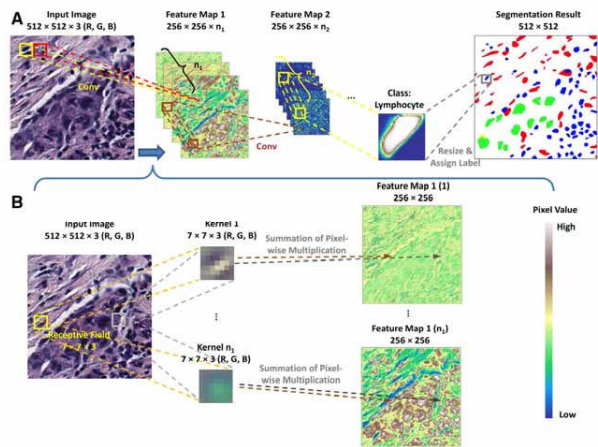 A
Input Image
512 × 512 × 3 (R, G, B)
Feature Map 1
256 × 256 × n₁
Feature Map 2
256 × 256 × n₂
Segmentation Result
512 × 512
n₁
n₂
Conv
...
Class:
Lymphocyte
Conv
Resize &
Assign Label
B
Input Image
512 × 512 × 3 (R, G, B)
Kernel 1
7 × 7 × 3 (R, G, B)
Summation of Pixel-
wise Multiplication
Feature Map 1 (1)
256 × 256
Pixel Value
High
Receptive Field
7 × 7 × 3
...
...
Kernel n₁
7 × 7 × 3 (R, G, B)
Summation of Pixel-
wise Multiplication
Feature Map 1 (n₁)
256 × 256
Low